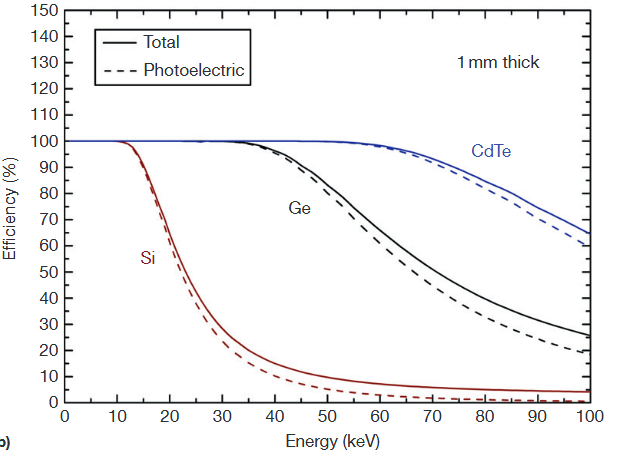 150
140
130
120
110
100
90
80
70
60
50
40
30
20
10
0
Efficiency (%)
Total
Photoelectric
1 mm thick
CdTe
Ge
Si
0 10 20 30 40 50 60 70 80 90 100
Energy (keV)
b)